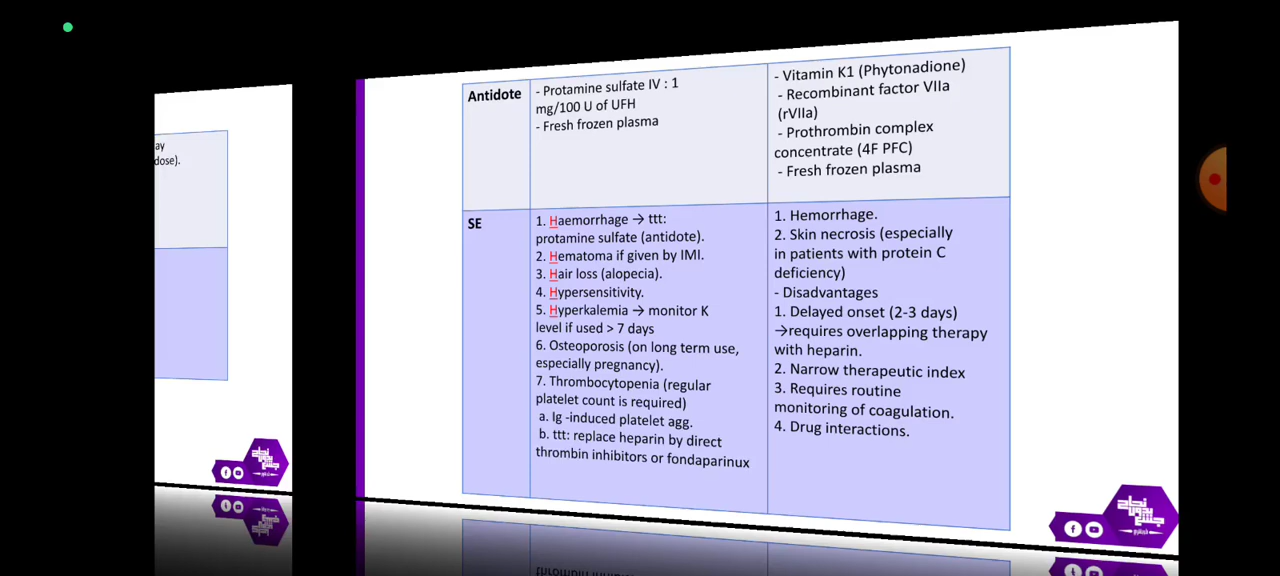 ay
dose).
Antidote
- Protamine sulfate IV : 1
mg/100 U of UFH
- Fresh frozen plasma
- Vitamin K1 (Phytonadione)
- Recombinant factor VIIa
(rVIIa)
- Prothrombin complex
concentrate (4F PFC)
- Fresh frozen plasma
SE
1. Haemorrhage → ttt:
protamine sulfate (antidote).
2. Hematoma if given by IMI.
3. Hair loss (alopecia).
4. Hypersensitivity.
5. Hyperkalemia → monitor K
level if used > 7 days
6. Osteoporosis (on long term use,
especially pregnancy).
7. Thrombocytopenia (regular
platelet count is required)
a. Ig -induced platelet agg.
b. ttt: replace heparin by direct
thrombin inhibitors or fondaparinux
1. Hemorrhage.
2. Skin necrosis (especially
in patients with protein C
deficiency)
- Disadvantages
1. Delayed onset (2-3 days)
→requires overlapping therapy
with heparin.
2. Narrow therapeutic index
3. Requires routine
monitoring of coagulation.
4. Drug interactions.